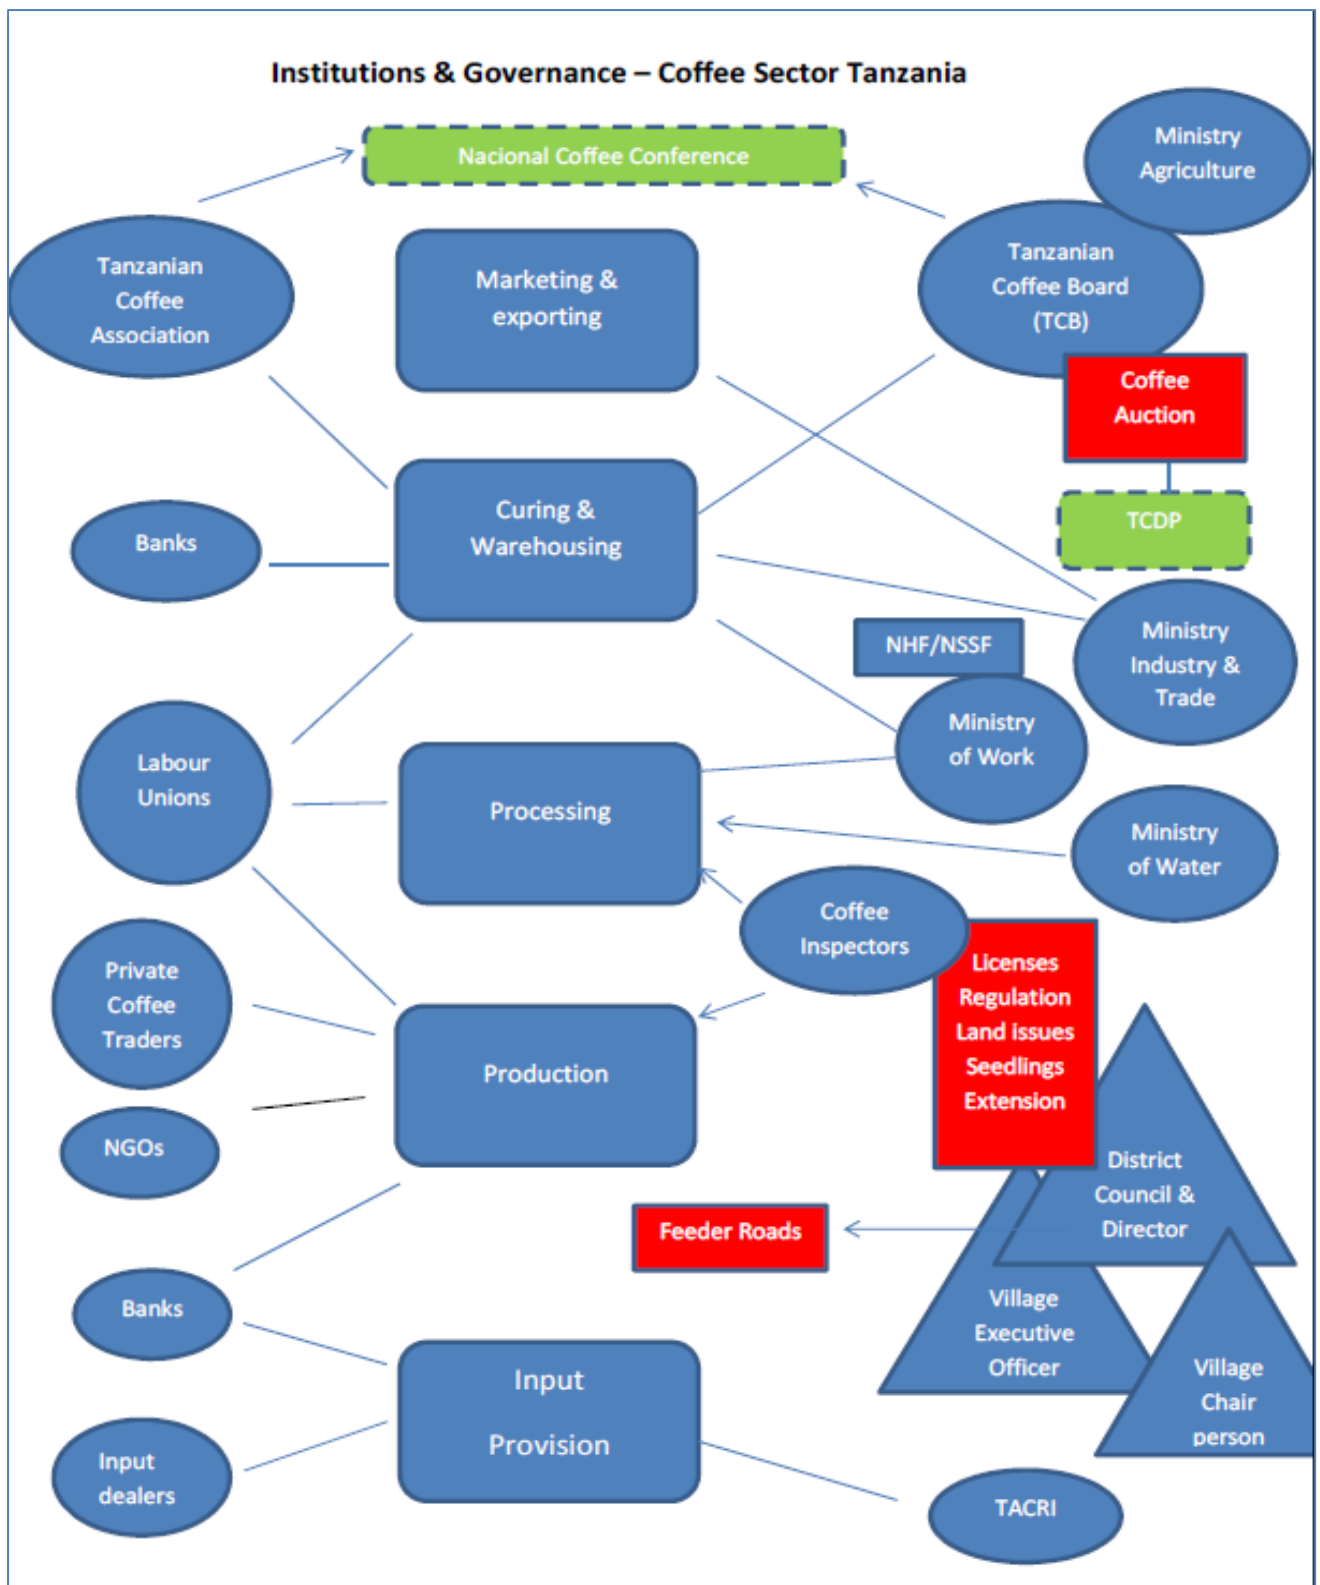 Institutions & Governance – Coffee Sector Tanzania
Nacional Coffee Conference
Ministry
Agriculture
Tanzanian
Coffee
Association
Marketing &
exporting
Tanzanian
Coffee Board
(TCB)
Coffee
Auction
Banks
Curing &
Warehousing
TCDP
NHF/NSSF
Ministry
Industry &
Trade
Labour
Unions
Processing
Ministry
of Work
Ministry
of Water
Coffee
Inspectors
Private
Coffee
Traders
Production
Licenses
Regulation
Land issues
Seedlings
Extension
NGOs
District
Council &
Director
Feeder Roads
Banks
Village
Executive
Officer
Village
Chair
person
Input
Provision
Input
dealers
TACRI